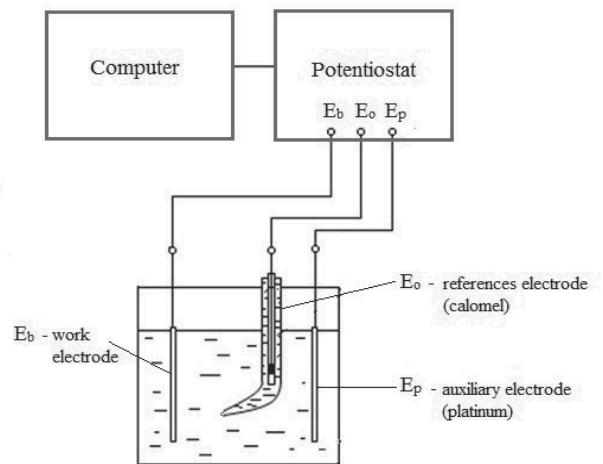 Computer
Potentiostat
Eb Eo Ep
Eo - references electrode
(calomel)
Eb - work
electrode
Ep - auxiliary electrode
(platinum)